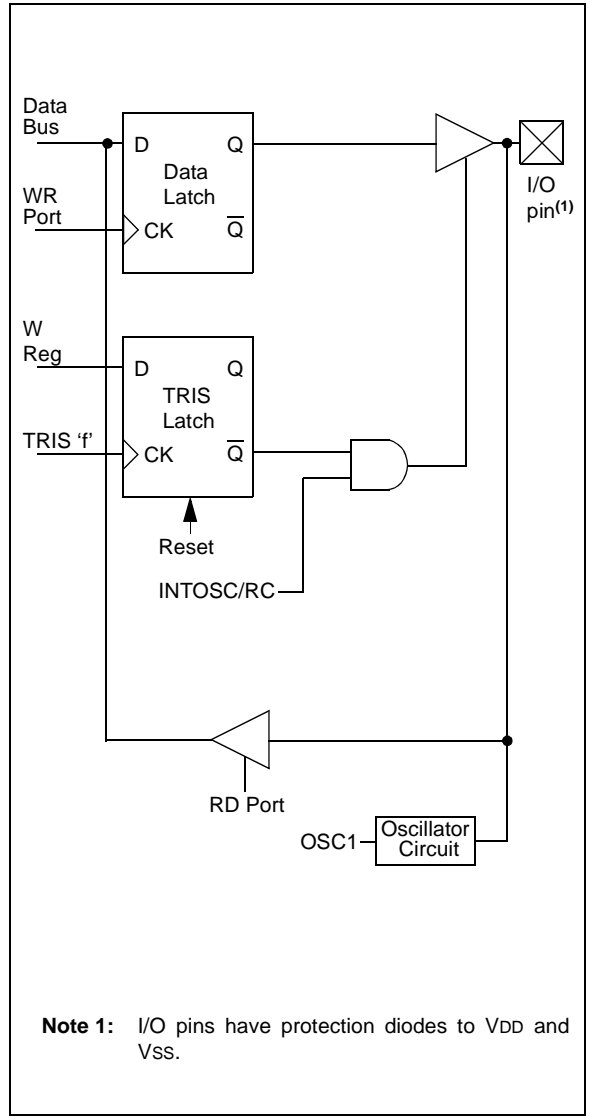 Data
Bus
D
Q
Data
Latch
WR
Port
CK
Q̅
I/O
pin(1)
W
Reg
D
Q
TRIS
Latch
TRIS ‘f’
CK
Q̅
Reset
INTOSC/RC
RD Port
OSC1
Oscillator
Circuit
Note 1: I/O pins have protection diodes to VDD and
VSS.